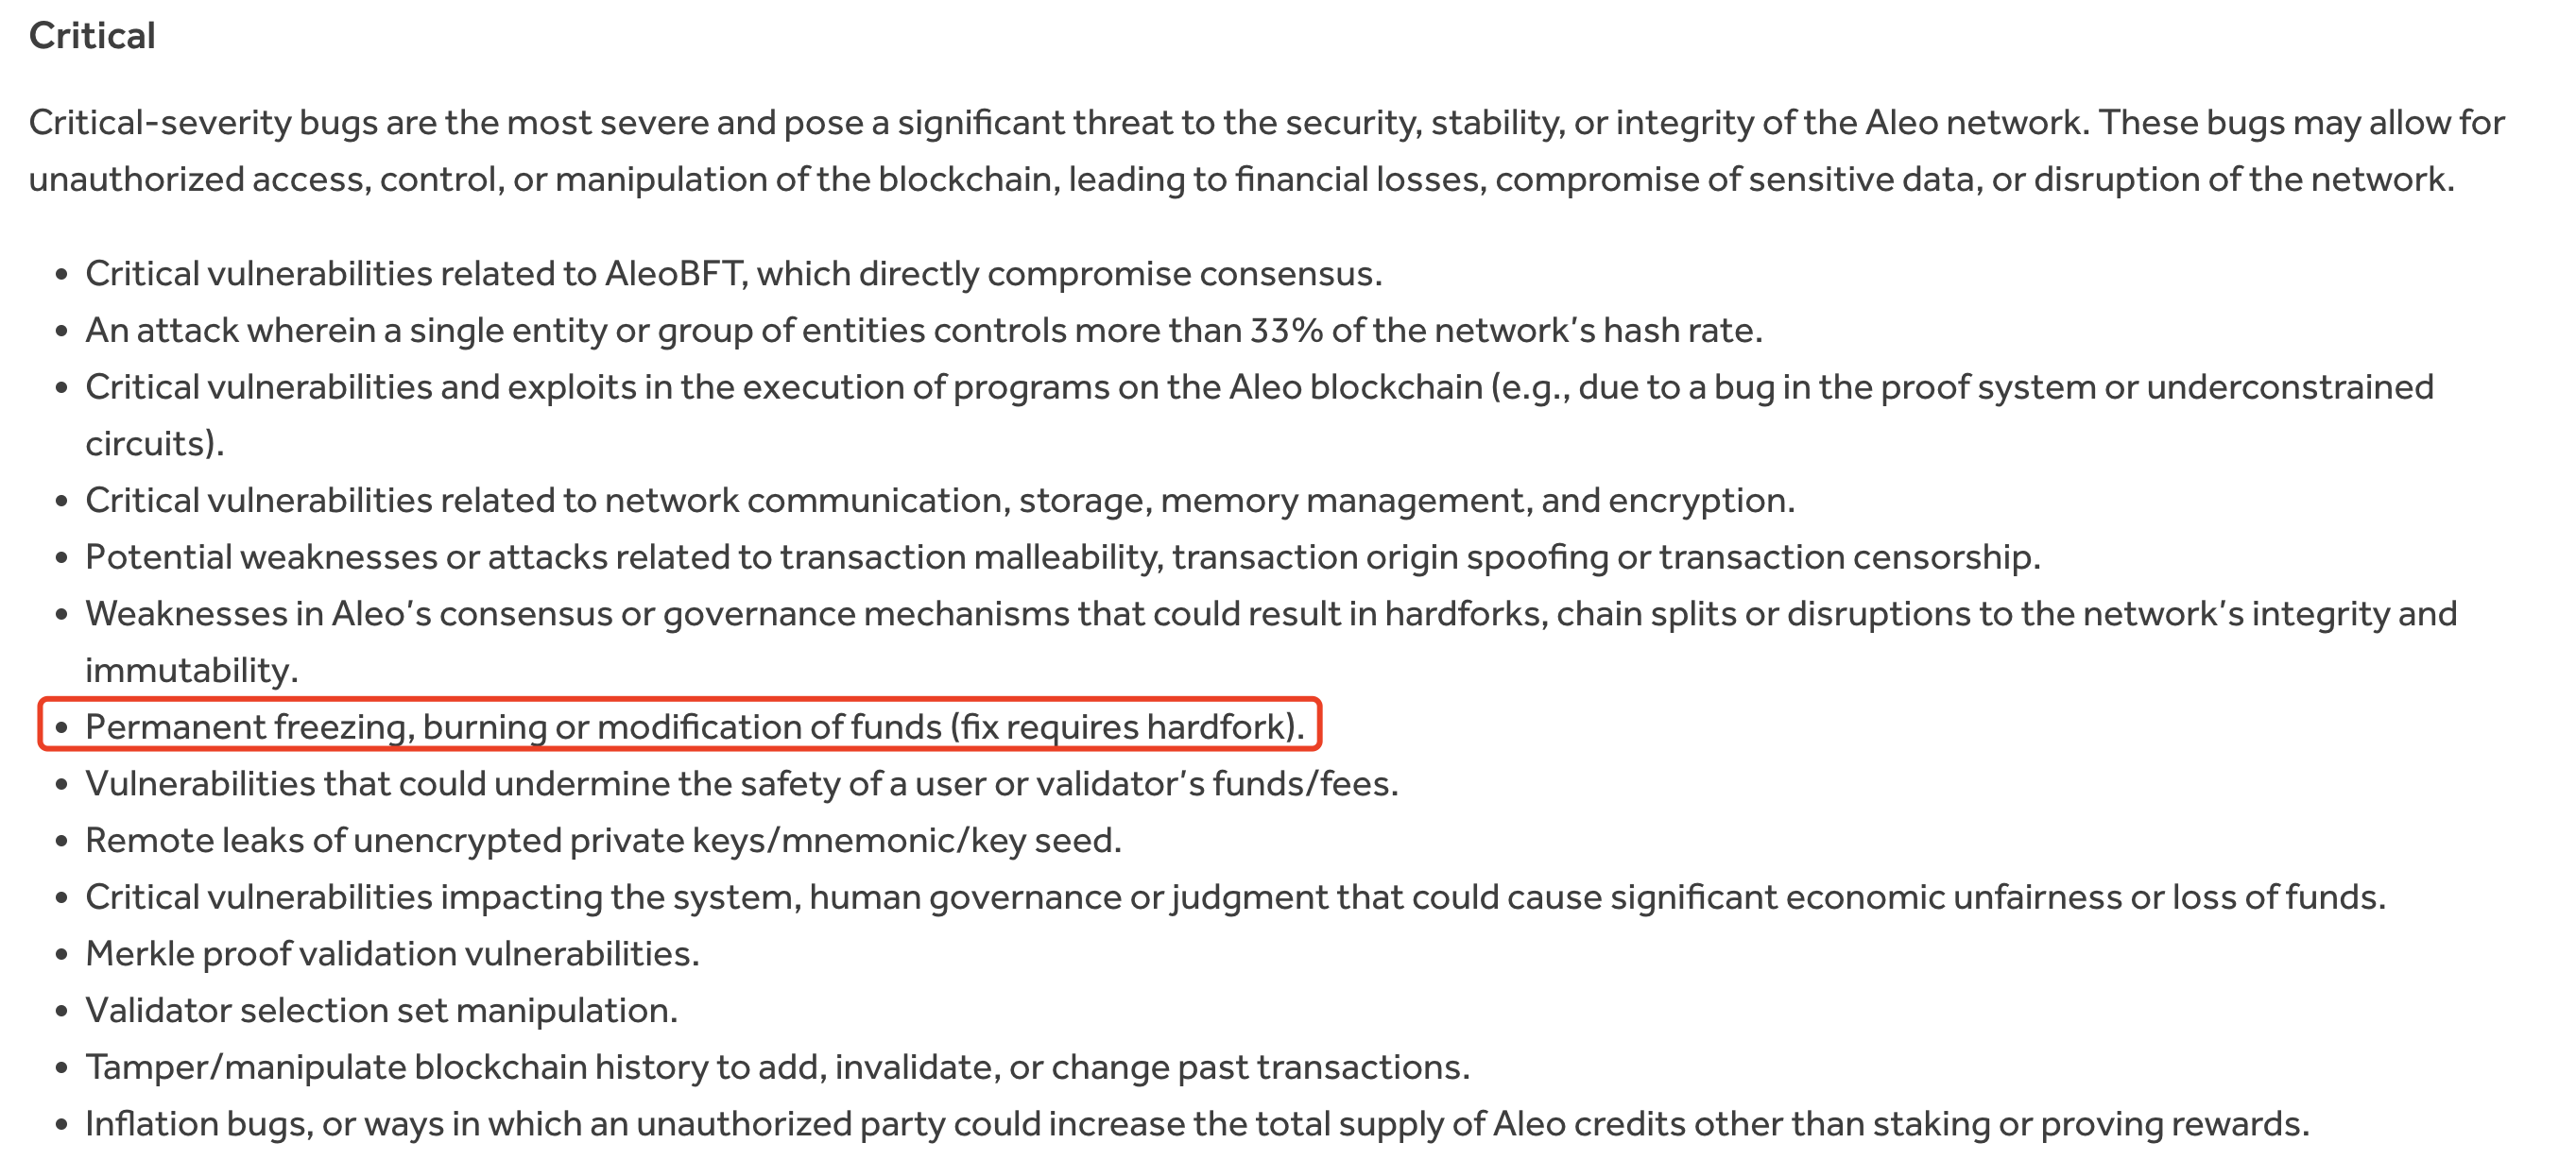 Critical
Critical-severity bugs are the most severe and pose a significant threat to the security, stability, or integrity of the Aleo network. These bugs may allow for
unauthorized access, control, or manipulation of the blockchain, leading to financial losses, compromise of sensitive data, or disruption of the network.
• Critical vulnerabilities related to AleoBFT, which directly compromise consensus.
• An attack wherein a single entity or group of entities controls more than 33% of the network's hash rate.
• Critical vulnerabilities and exploits in the execution of programs on the Aleo blockchain (e.g., due to a bug in the proof system or underconstrained
circuits).
• Critical vulnerabilities related to network communication, storage, memory management, and encryption.
• Potential weaknesses or attacks related to transaction malleability, transaction origin spoofing or transaction censorship.
• Weaknesses in Aleo's consensus or governance mechanisms that could result in hardforks, chain splits or disruptions to the network's integrity and
immutability.
• Permanent freezing, burning or modification of funds (fix requires hardfork).
• Vulnerabilities that could undermine the safety of a user or validator's funds/fees.
• Remote leaks of unencrypted private keys/mnemonic/key seed.
• Critical vulnerabilities impacting the system, human governance or judgment that could cause significant economic unfairness or loss of funds.
• Merkle proof validation vulnerabilities.
• Validator selection set manipulation.
• Tamper/manipulate blockchain history to add, invalidate, or change past transactions.
• Inflation bugs, or ways in which an unauthorized party could increase the total supply of Aleo credits other than staking or proving rewards.